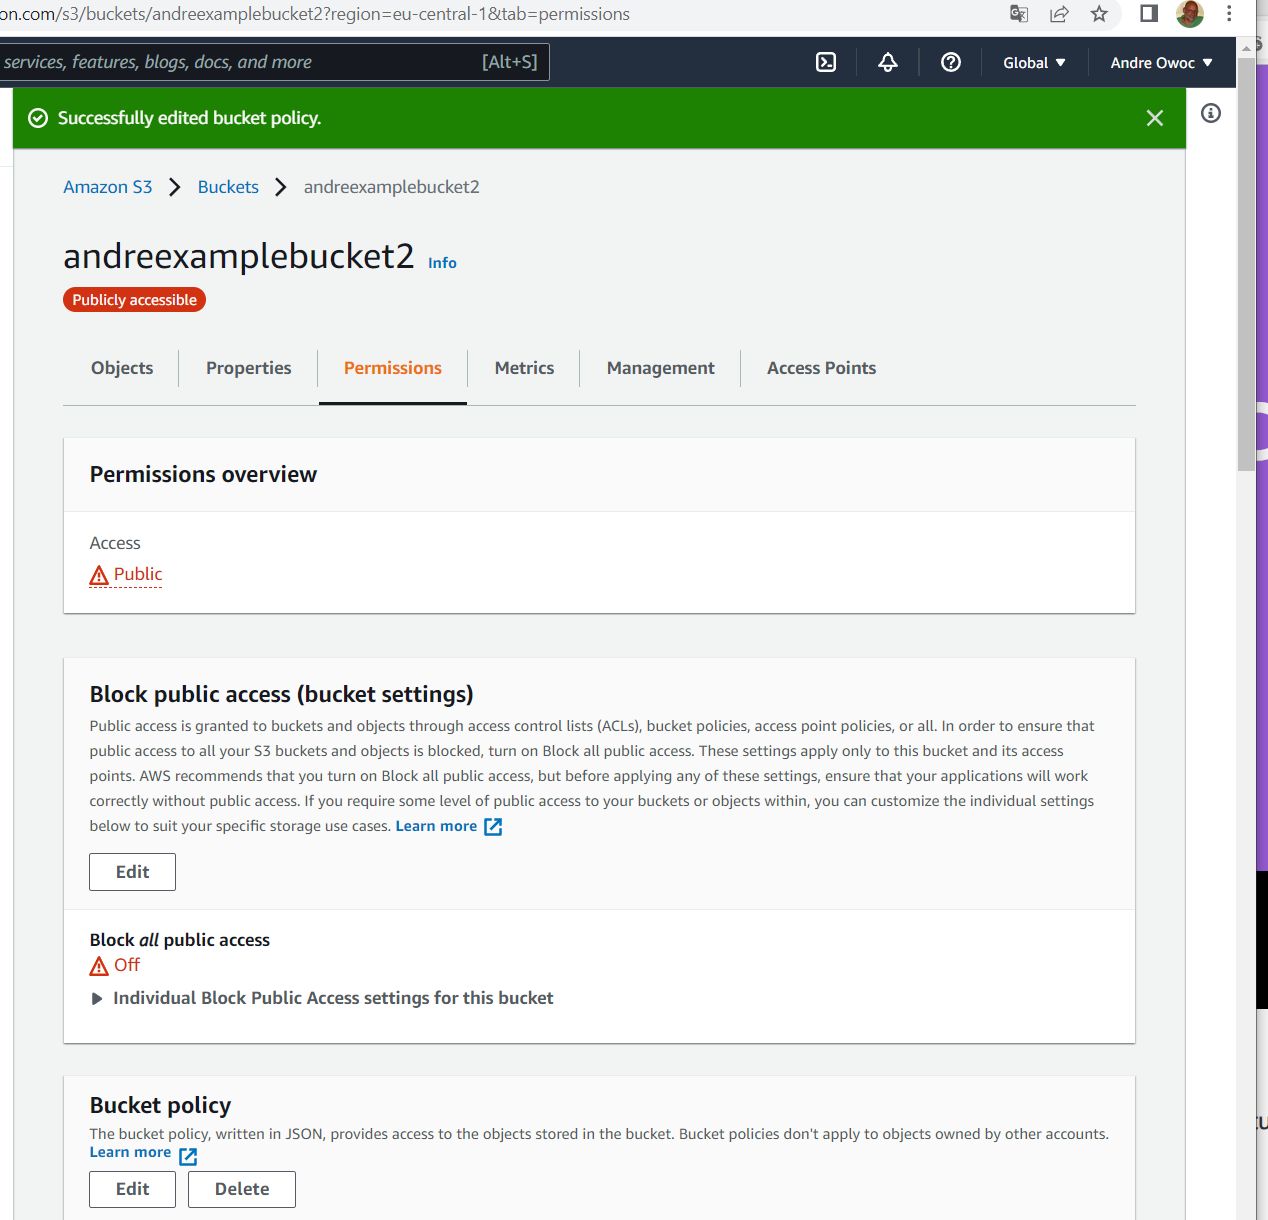 on.com/s3/buckets/andreexamplebucket2?region=eu-central-1&tab=permissions
services, features, blogs, docs, and more [Alt+S] Global ▼ Andre Owoc ▼
Successfully edited bucket policy.
Amazon S3 > Buckets > andreexamplebucket2
andreexamplebucket2 Info
Publicly accessible
Objects Properties Permissions Metrics Management Access Points
Permissions overview
Access
Public
Block public access (bucket settings)
Public access is granted to buckets and objects through access control lists (ACLs), bucket policies, access point policies, or all. In order to ensure that
public access to all your S3 buckets and objects is blocked, turn on Block all public access. These settings apply only to this bucket and its access
points. AWS recommends that you turn on Block all public access, but before applying any of these settings, ensure that your applications will work
correctly without public access. If you require some level of public access to your buckets or objects within, you can customize the individual settings
below to suit your specific storage use cases. Learn more
Edit
Block all public access
Off
Individual Block Public Access settings for this bucket
Bucket policy
The bucket policy, written in JSON, provides access to the objects stored in the bucket. Bucket policies don't apply to objects owned by other accounts.
Learn more
Edit Delete